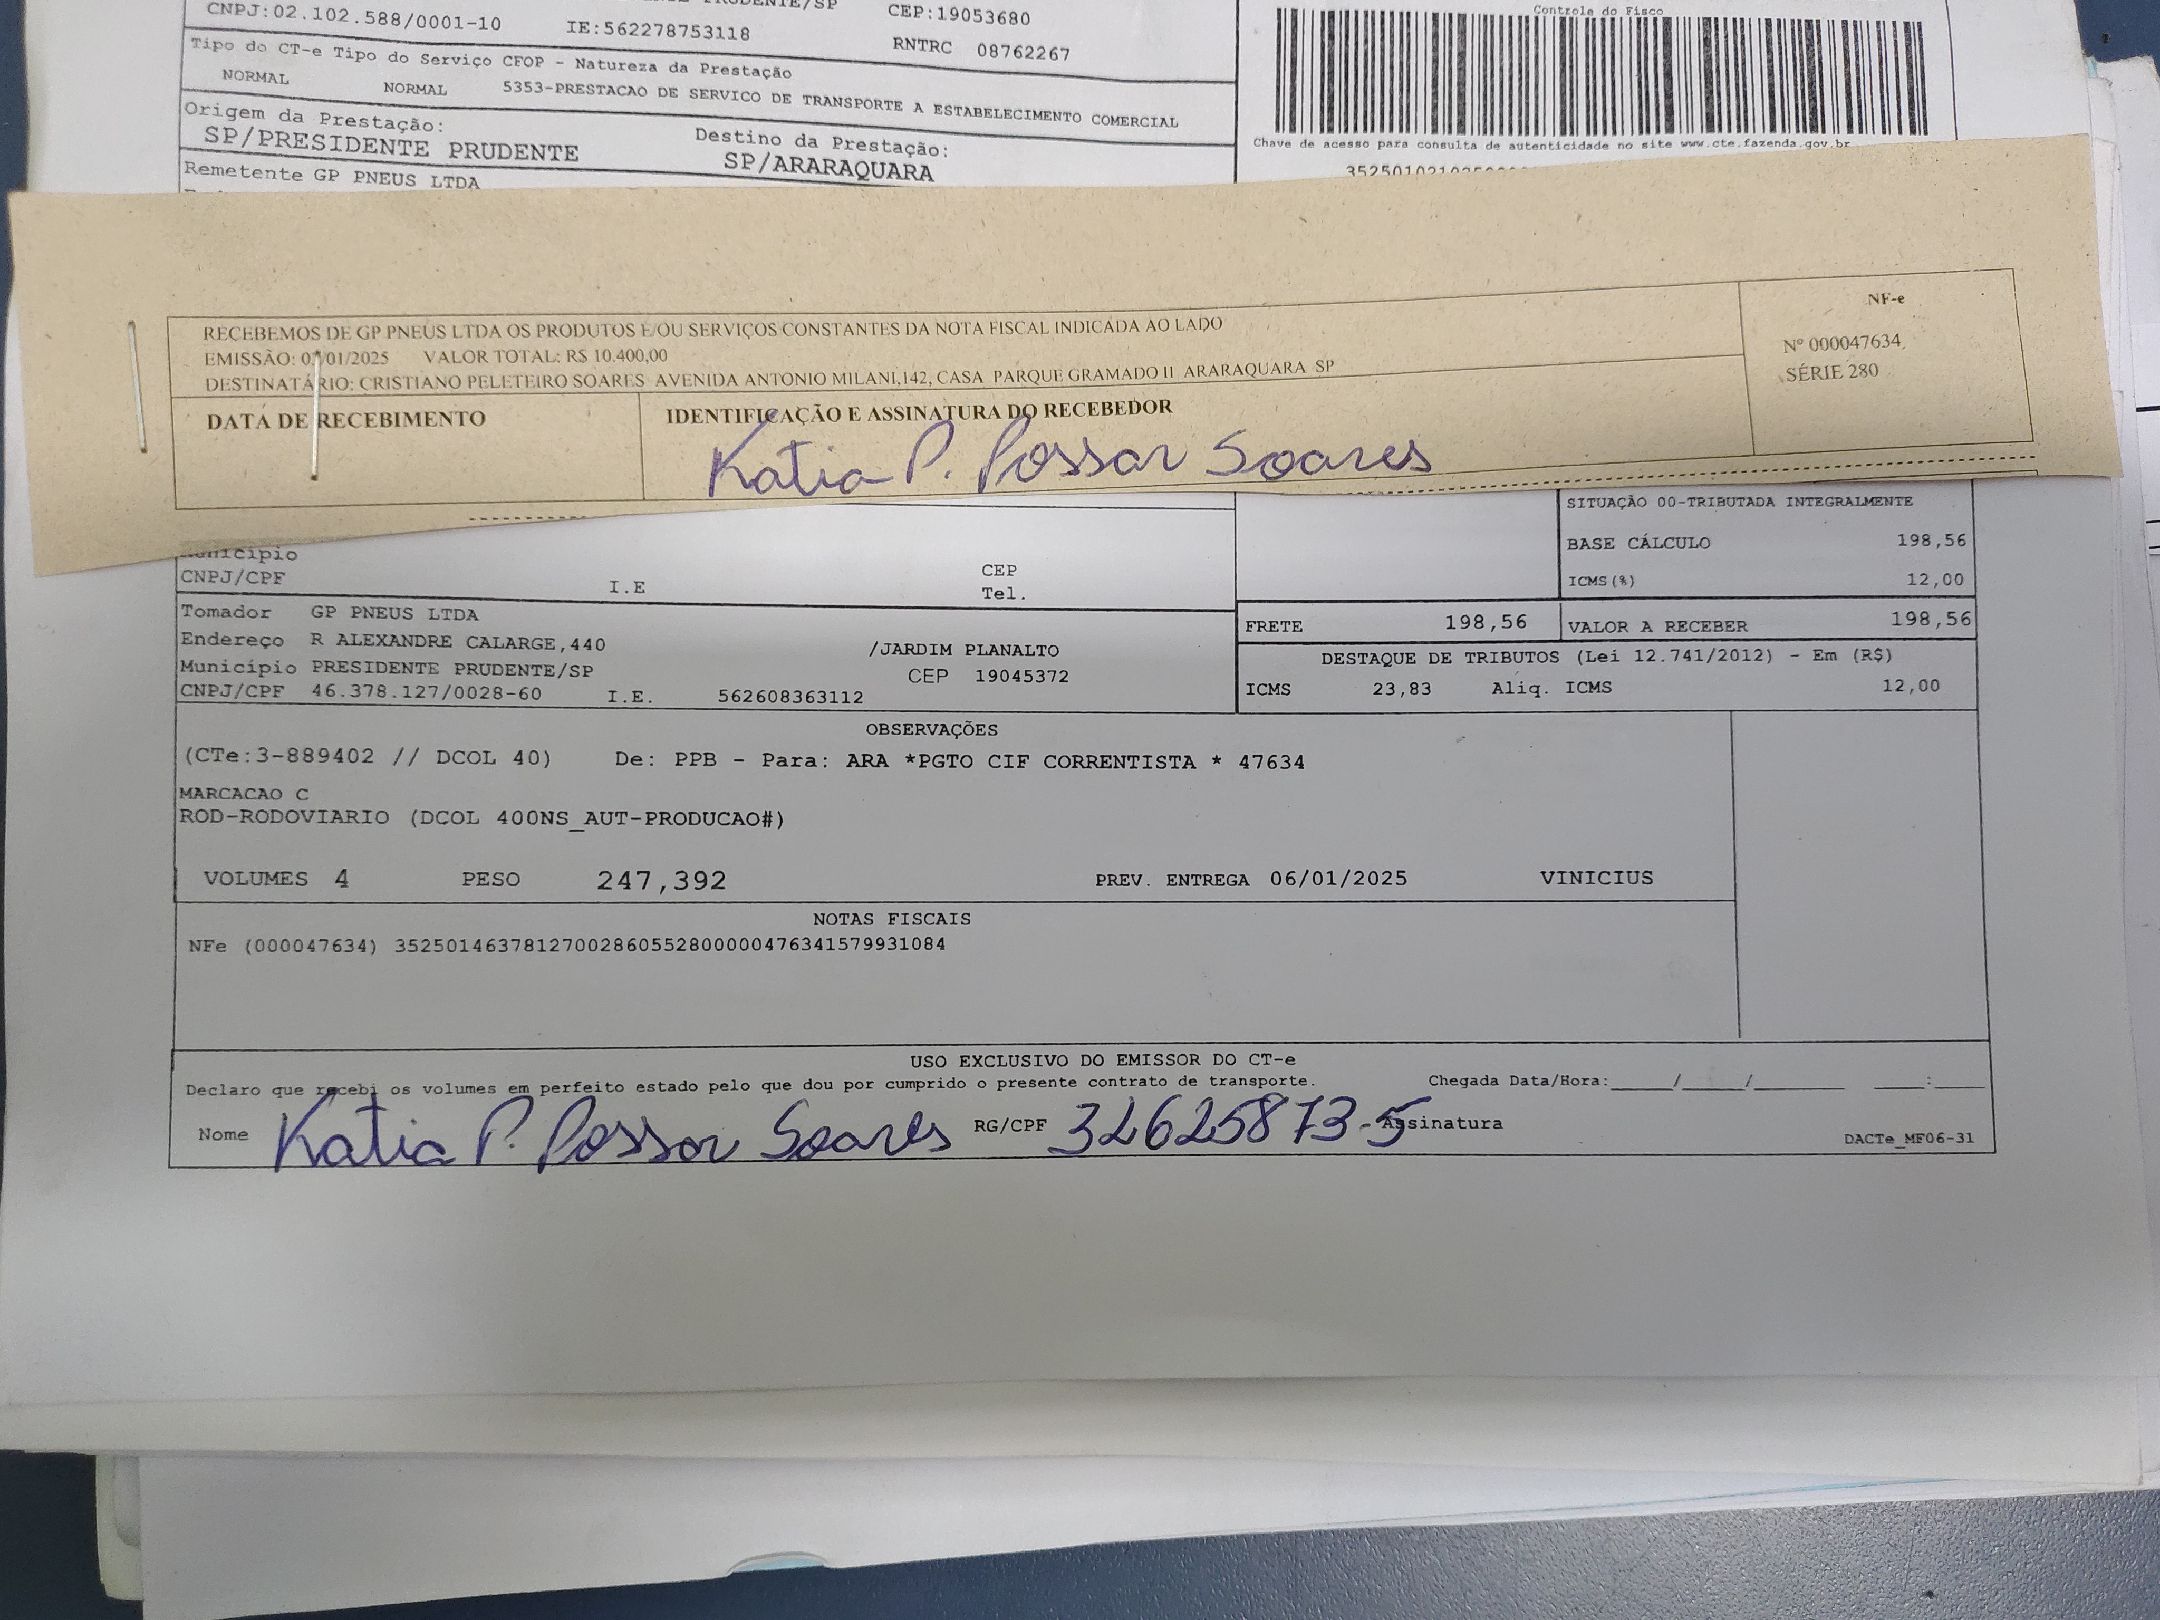 PRUDENTE/SP
CNPJ:02.102.588/0001-10 IE:562278753118 CEP:19053680
RNTRC 08762267
Tipo do CT-e Tipo do Serviço CFOP - Natureza da Prestação
NORMAL NORMAL 5353-PRESTACAO DE SERVICO DE TRANSPORTE A ESTABELECIMENTO COMERCIAL
Origem da Prestação: Destino da Prestação:
SP/PRESIDENTE PRUDENTE SP/ARARAQUARA
Remetente GP PNEUS LTDA
Controle do Fisco
Chave de acesso para consulta de autenticidade no site www.cte.fazenda.gov.br
RECEBEMOS DE GP PNEUS LTDA OS PRODUTOS E/OU SERVIÇOS CONSTANTES DA NOTA FISCAL INDICADA AO LADO
EMISSÃO: /01/2025 VALOR TOTAL: R$ 10.400,00
DESTINATÁRIO: CRISTIANO PELETEIRO SOARES AVENIDA ANTONIO MILANI,142, CASA PARQUE GRAMADO II ARARAQUARA SP
NF-e
Nº 000047634
SÉRIE 280
DATA DE RECEBIMENTO IDENTIFICAÇÃO E ASSINATURA DO RECEBEDOR
Katia P. Possar Soares
Município
CNPJ/CPF I.E CEP
Tel.
SITUAÇÃO 00-TRIBUTADA INTEGRALMENTE
BASE CÁLCULO 198,56
ICMS(%) 12,00
Tomador GP PNEUS LTDA
Endereço R ALEXANDRE CALARGE,440 /JARDIM PLANALTO
Município PRESIDENTE PRUDENTE/SP CEP 19045372
CNPJ/CPF 46.378.127/0028-60 I.E. 562608363112
FRETE 198,56 VALOR A RECEBER 198,56
DESTAQUE DE TRIBUTOS (Lei 12.741/2012) - Em (R$)
ICMS 23,83 Aliq. ICMS 12,00
OBSERVAÇÕES
(CTe:3-889402 // DCOL 40) De: PPB - Para: ARA *PGTO CIF CORRENTISTA * 47634
MARCACAO C
ROD-RODOVIARIO (DCOL 400NS_AUT-PRODUCAO#)
VOLUMES 4 PESO 247,392 PREV. ENTREGA 06/01/2025 VINICIUS
NOTAS FISCAIS
NFe (000047634) 35250146378127002860552800000476341579931084
USO EXCLUSIVO DO EMISSOR DO CT-e
Declaro que recebi os volumes em perfeito estado pelo que dou por cumprido o presente contrato de transporte. Chegada Data/Hora:_____/_____/________ ____:____
Nome Katia P. Possar Soares RG/CPF 32625873-5 Assinatura
DACTe_MF06-31